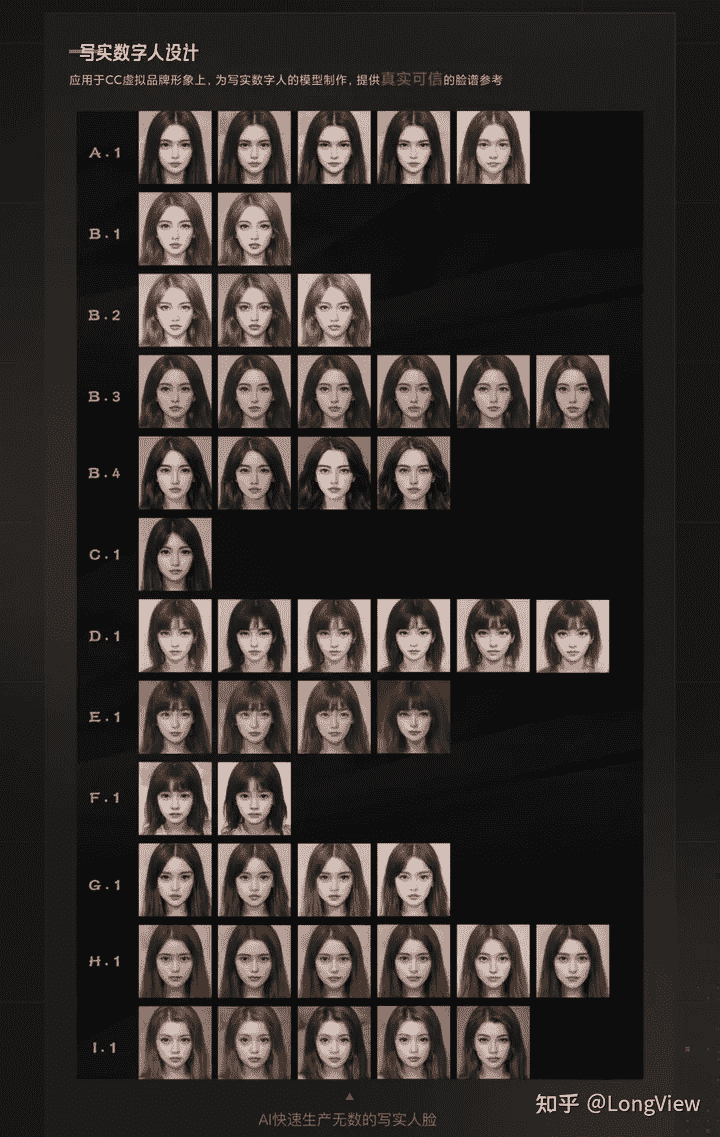 写实数字人设计
应用于CC虚拟品牌形象上，为写实数字人的模型制作，提供真实可信的脸谱参考
A.1
B.1
B.2
B.3
B.4
C.1
D.1
E.1
F.1
G.1
H.1
I.1
AI快速生产无数的写实人脸
知乎 @LongView